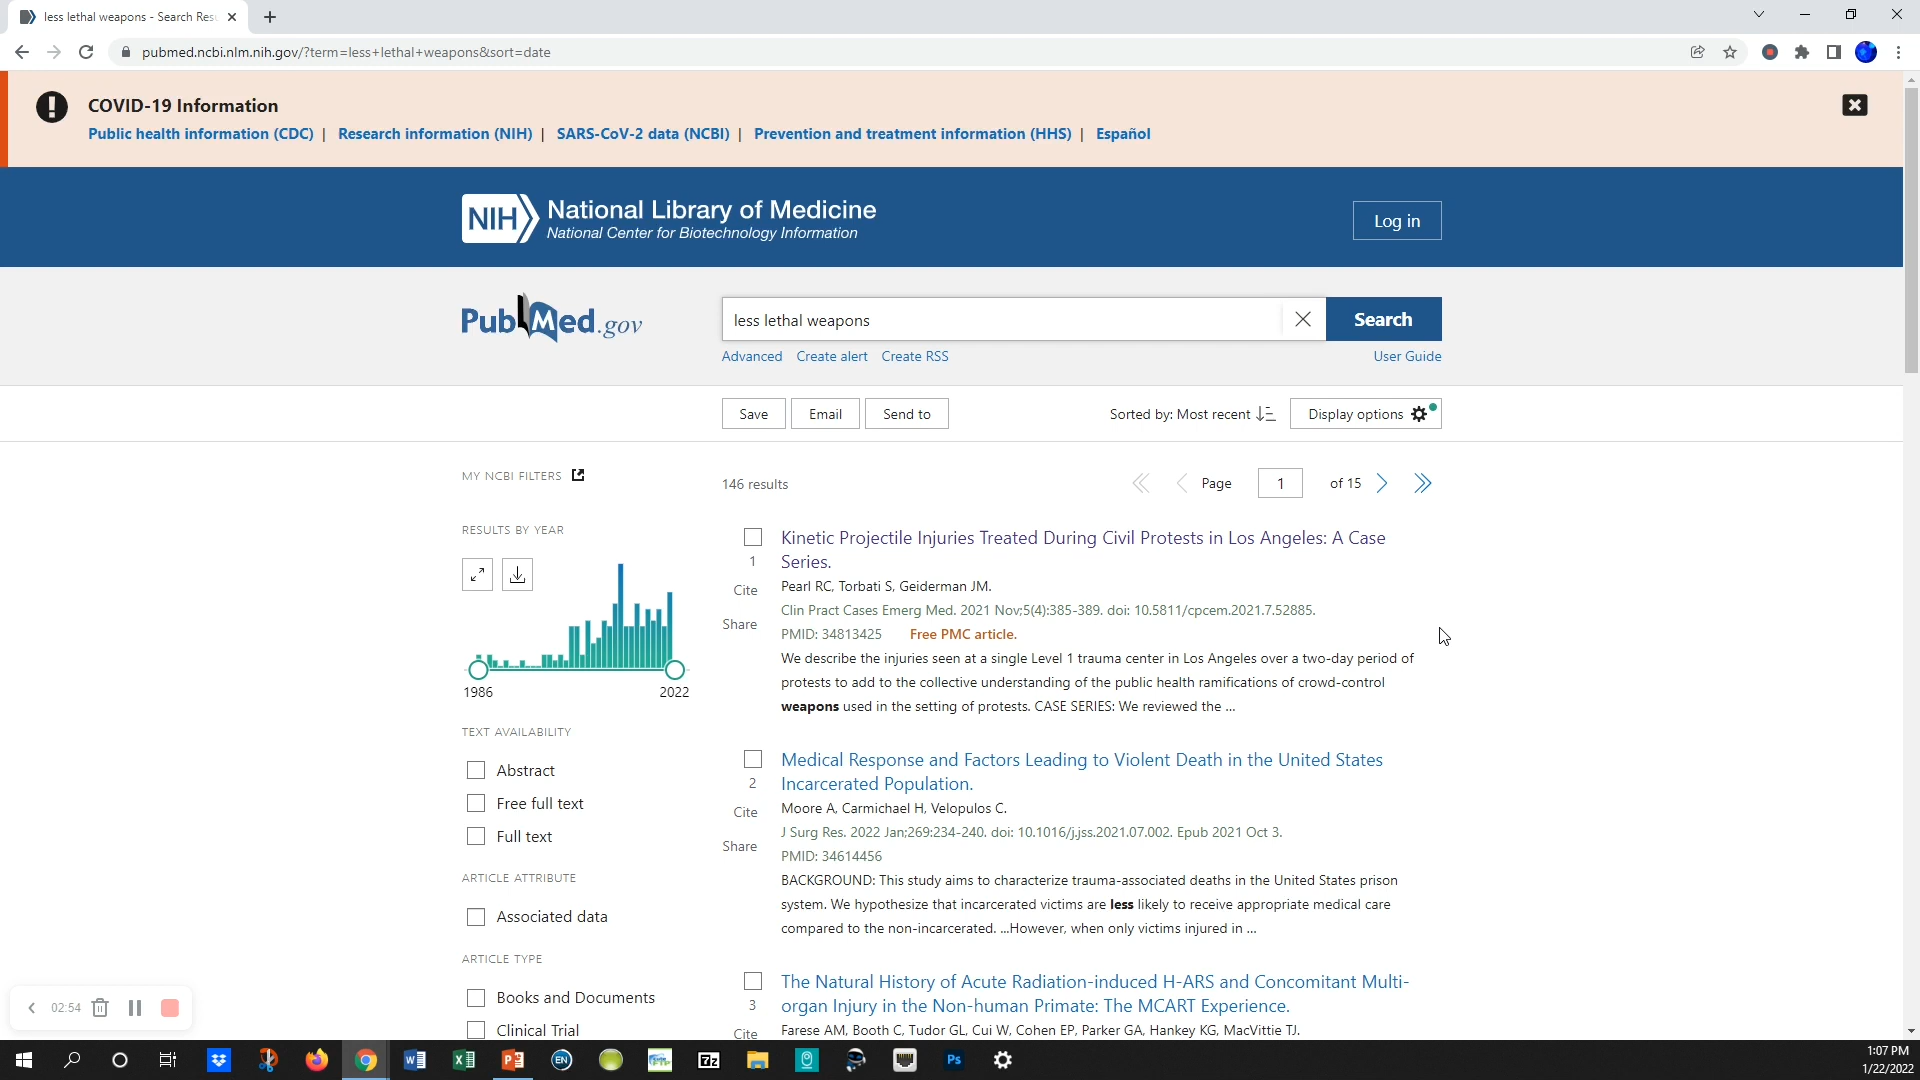 less lethal weapons - Search Res
pubmed.ncbi.nlm.nih.gov/?term=less+lethal+weapons&sort=date
COVID-19 Information
Public health information (CDC) | Research information (NIH) | SARS-CoV-2 data (NCBI) | Prevention and treatment information (HHS) | Español
NIH National Library of Medicine
National Center for Biotechnology Information
Log in
PubMed.gov
less lethal weapons
Search
Advanced Create alert Create RSS
User Guide
Save Email Send to
Sorted by: Most recent
Display options
MY NCBI FILTERS
146 results
Page 1 of 15
RESULTS BY YEAR
1986 2022
TEXT AVAILABILITY
Abstract
Free full text
Full text
ARTICLE ATTRIBUTE
Associated data
ARTICLE TYPE
Books and Documents
Clinical Trial
1
Cite
Share
Kinetic Projectile Injuries Treated During Civil Protests in Los Angeles: A Case
Series.
Pearl RC, Torbati S, Geiderman JM.
Clin Pract Cases Emerg Med. 2021 Nov;5(4):385-389. doi: 10.5811/cpcem.2021.7.52885.
PMID: 34813425 Free PMC article.
We describe the injuries seen at a single Level 1 trauma center in Los Angeles over a two-day period of
protests to add to the collective understanding of the public health ramifications of crowd-control
weapons used in the setting of protests. CASE SERIES: We reviewed the ...
2
Cite
Share
Medical Response and Factors Leading to Violent Death in the United States
Incarcerated Population.
Moore A, Carmichael H, Velopulos C.
J Surg Res. 2022 Jan;269:234-240. doi: 10.1016/j.jss.2021.07.002. Epub 2021 Oct 3.
PMID: 34614456
BACKGROUND: This study aims to characterize trauma-associated deaths in the United States prison
system. We hypothesize that incarcerated victims are less likely to receive appropriate medical care
compared to the non-incarcerated. ...However, when only victims injured in ...
3
Cite
The Natural History of Acute Radiation-induced H-ARS and Concomitant Multi-
organ Injury in the Non-human Primate: The MCART Experience.
Farese AM, Booth C, Tudor GL, Cui W, Cohen EP, Parker GA, Hankey KG, MacVittie TJ.
02:54
EN
7z
Ps
1:07 PM
1/22/2022